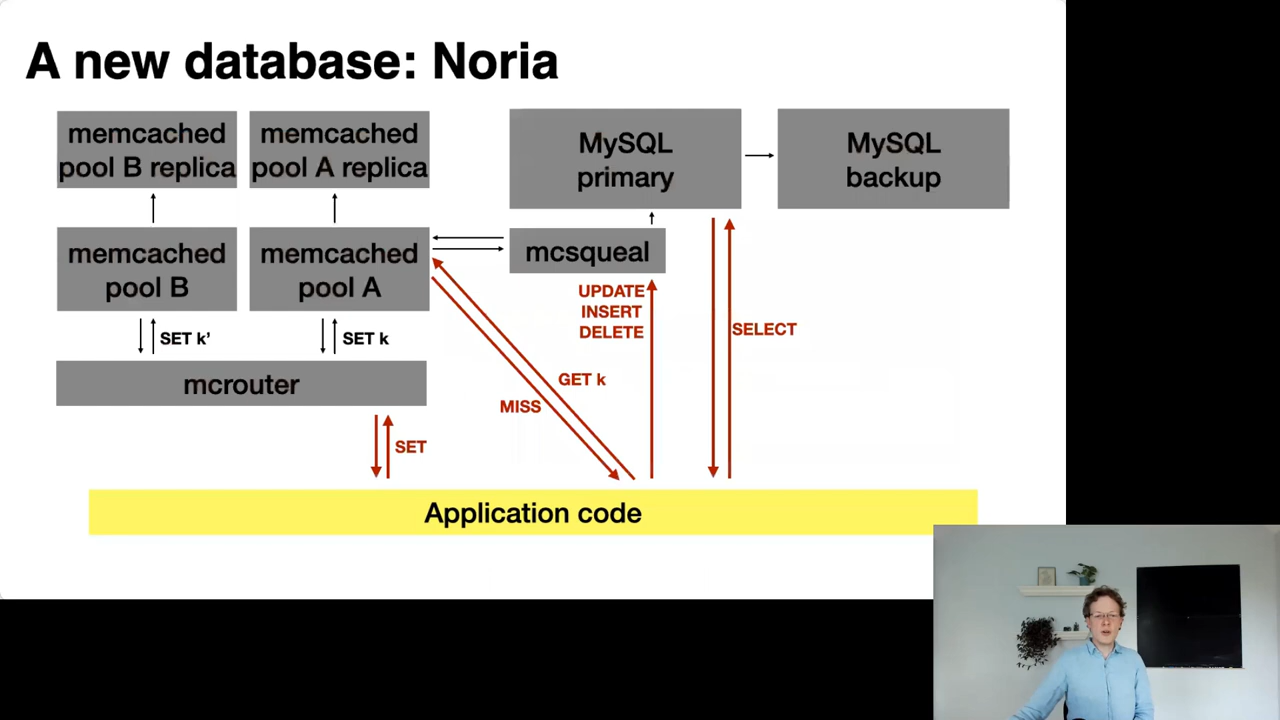 A new database: Noria
memcached
pool B replica
memcached
pool A replica
MySQL
primary
MySQL
backup
memcached
pool B
memcached
pool A
mcsqueal
UPDATE
INSERT
DELETE
SELECT
SET k’
SET k
mcrouter
GET k
MISS
SET
Application code